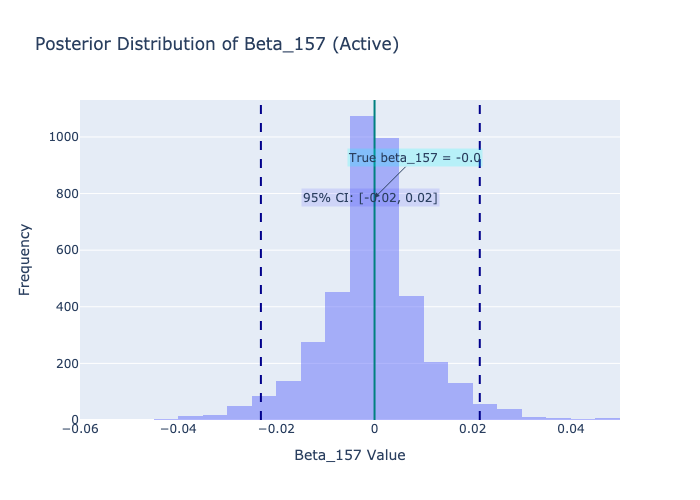 Posterior Distribution of Beta_157 (Active)
1000
True beta_157 = -0.0
800
95% CI: [-0.02, 0.02]
Frequency
600
400
200
0
−0.06
−0.04
−0.02
0
0.02
0.04
Beta_157 Value